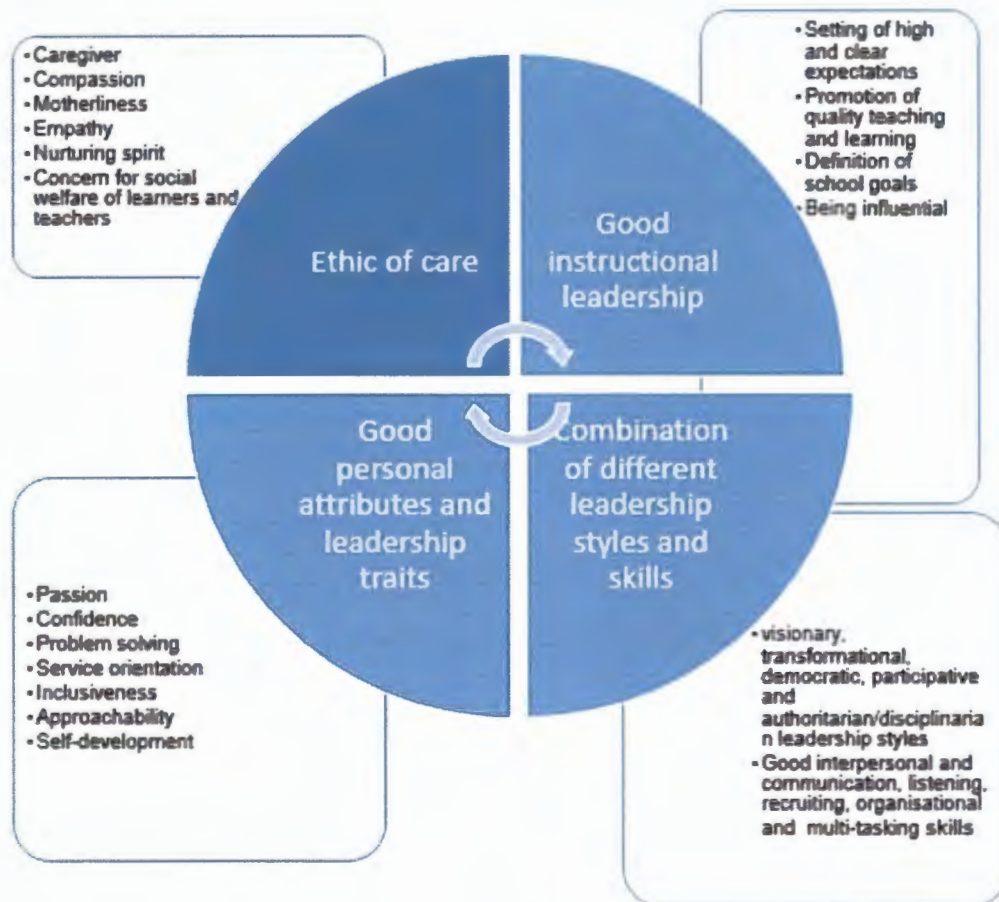 • Caregiver
• Compassion
• Motherliness
• Empathy
• Nurturing spirit
• Concern for social
welfare of learners and
teachers
Ethic of care
• Setting of high
and clear
expectations
• Promotion of
quality teaching
and learning
• Definition of
school goals
• Being influential
Good
instructional
leadership
Good
personal
attributes and
leadership
traits
• Passion
• Confidence
• Problem solving
• Service orientation
• Inclusiveness
• Approachability
• Self-development
Combination
of different
leadership
styles and
skills
• visionary,
transformational,
democratic, participative
and
authoritarian/disciplinaria
n leadership styles
• Good interpersonal and
communication, listening,
recruiting, organisational
and multi-tasking skills